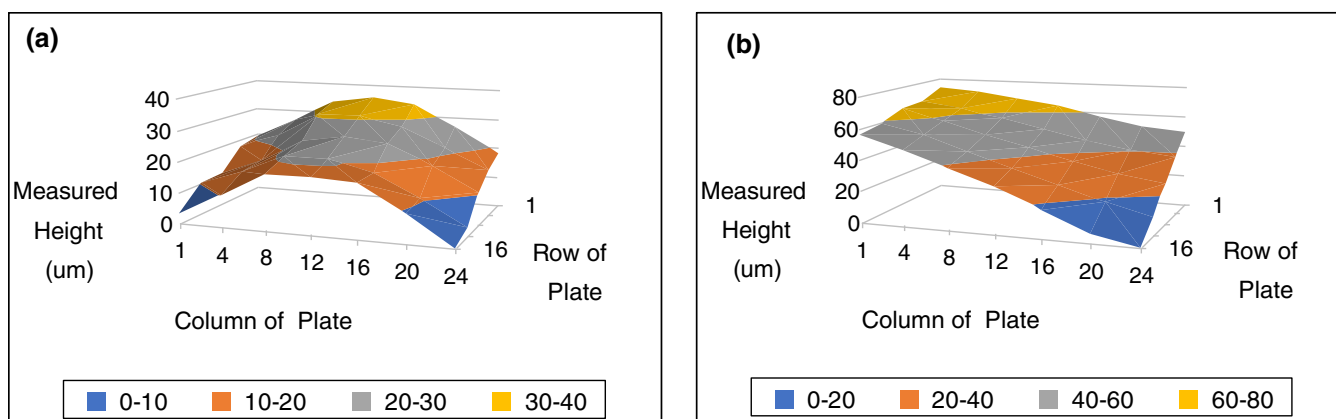 (a)
40
30
20
10
0
Measured
Height
(um)
1
4
8
12
16
20
24
Column of Plate
1
16
Row of
Plate
0-10 10-20 20-30 30-40
(b)
80
60
40
20
0
Measured
Height
(um)
1
4
8
12
16
20
24
Column of Plate
1
16
Row of
Plate
0-20 20-40 40-60 60-80